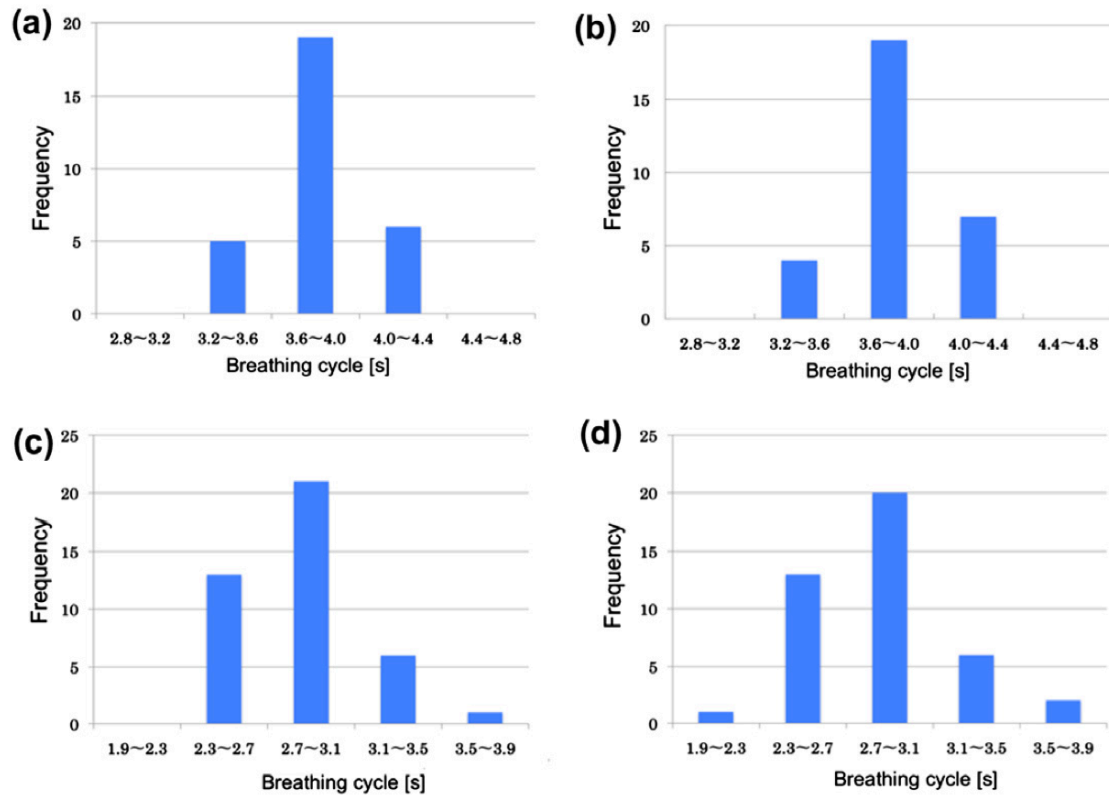 (a)
20
15
10
5
0
Frequency
2.8~3.2 3.2~3.6 3.6~4.0 4.0~4.4 4.4~4.8
Breathing cycle [s]
(b)
20
15
10
5
0
Frequency
2.8~3.2 3.2~3.6 3.6~4.0 4.0~4.4 4.4~4.8
Breathing cycle [s]
(c)
25
20
15
10
5
0
Frequency
1.9~2.3 2.3~2.7 2.7~3.1 3.1~3.5 3.5~3.9
Breathing cycle [s]
(d)
25
20
15
10
5
0
Frequency
1.9~2.3 2.3~2.7 2.7~3.1 3.1~3.5 3.5~3.9
Breathing cycle [s]